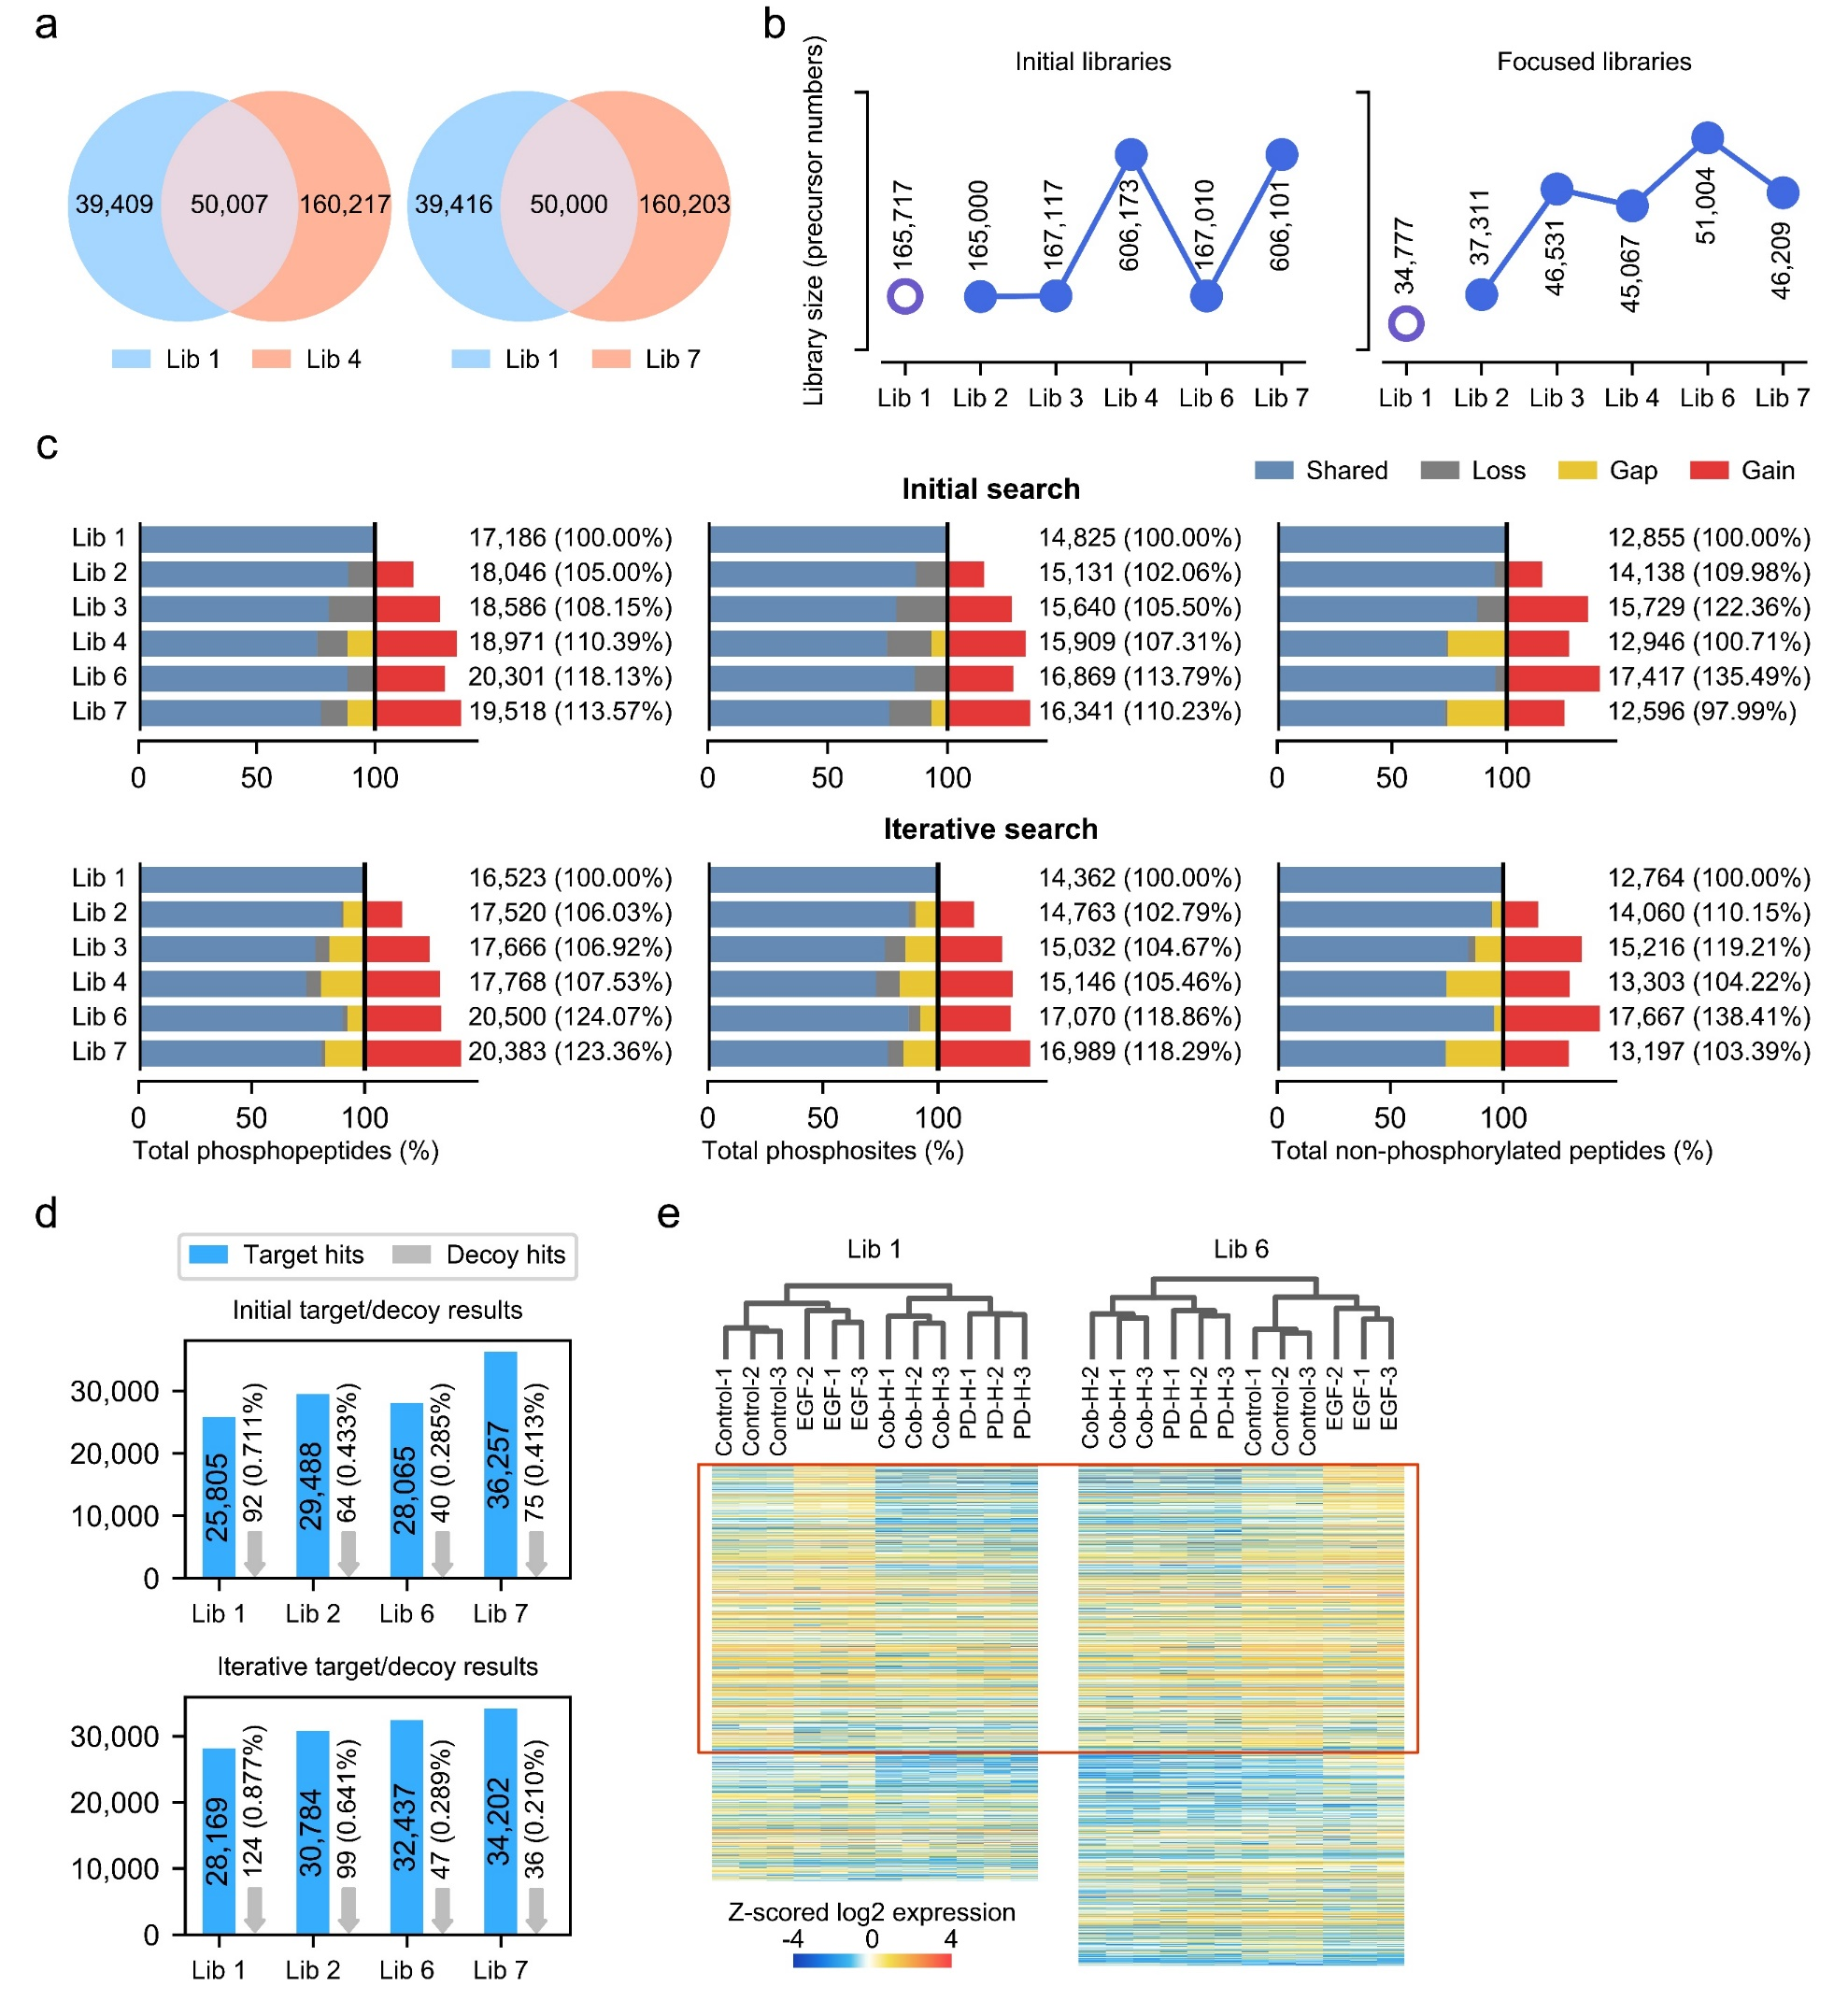 a
39,409 50,007 160,217
Lib 1 Lib 4
39,416 50,000 160,203
Lib 1 Lib 7
b
Library size (precursor numbers)
Initial libraries
165,717
165,000
167,117
606,173
167,010
606,101
Lib 1 Lib 2 Lib 3 Lib 4 Lib 6 Lib 7
Focused libraries
34,777
37,311
46,531
45,067
51,004
46,209
Lib 1 Lib 2 Lib 3 Lib 4 Lib 6 Lib 7
c
Shared Loss Gap Gain
Initial search
Lib 1 17,186 (100.00%) 14,825 (100.00%) 12,855 (100.00%)
Lib 2 18,046 (105.00%) 15,131 (102.06%) 14,138 (109.98%)
Lib 3 18,586 (108.15%) 15,640 (105.50%) 15,729 (122.36%)
Lib 4 18,971 (110.39%) 15,909 (107.31%) 12,946 (100.71%)
Lib 6 20,301 (118.13%) 16,869 (113.79%) 17,417 (135.49%)
Lib 7 19,518 (113.57%) 16,341 (110.23%) 12,596 (97.99%)
0 50 100 0 50 100 0 50 100
Iterative search
Lib 1 16,523 (100.00%) 14,362 (100.00%) 12,764 (100.00%)
Lib 2 17,520 (106.03%) 14,763 (102.79%) 14,060 (110.15%)
Lib 3 17,666 (106.92%) 15,032 (104.67%) 15,216 (119.21%)
Lib 4 17,768 (107.53%) 15,146 (105.46%) 13,303 (104.22%)
Lib 6 20,500 (124.07%) 17,070 (118.86%) 17,667 (138.41%)
Lib 7 20,383 (123.36%) 16,989 (118.29%) 13,197 (103.39%)
0 50 100 0 50 100 0 50 100
Total phosphopeptides (%) Total phosphosites (%) Total non-phosphorylated peptides (%)
d
Target hits Decoy hits
Initial target/decoy results
30,000
20,000
10,000
0
25,805
92 (0.711%)
29,488
64 (0.433%)
28,065
40 (0.285%)
36,257
75 (0.413%)
Lib 1 Lib 2 Lib 6 Lib 7
Iterative target/decoy results
30,000
20,000
10,000
0
28,169
124 (0.877%)
30,784
99 (0.641%)
32,437
47 (0.289%)
34,202
36 (0.210%)
Lib 1 Lib 2 Lib 6 Lib 7
e
Lib 1
Control-1
Control-2
Control-3
EGF-2
EGF-1
EGF-3
Cob-H-1
Cob-H-2
Cob-H-3
PD-H-1
PD-H-2
PD-H-3
Lib 6
Cob-H-2
Cob-H-1
Cob-H-3
PD-H-1
PD-H-2
PD-H-3
Control-1
Control-2
Control-3
EGF-2
EGF-1
EGF-3
Z-scored log2 expression
-4 0 4